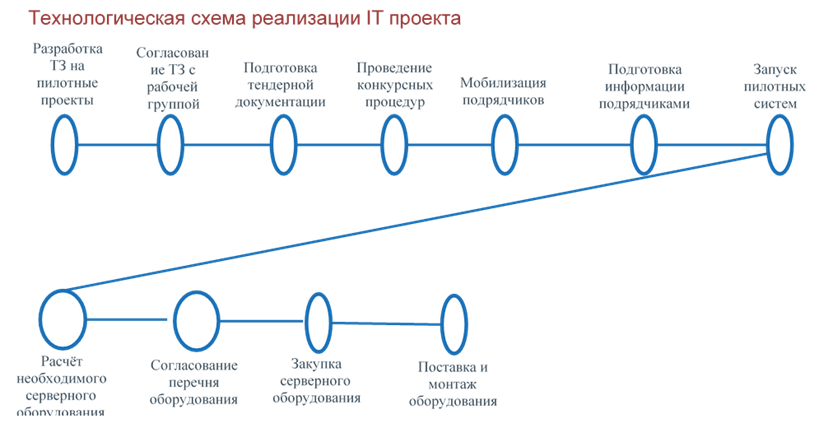 Технологическая схема реализации IT проекта
Разработка
ТЗ на
пилотные
проекты
Согласован
ие ТЗ с
рабочей
группой
Подготовка
тендерной
документации
Проведение
конкурсных
процедур
Мобилизация
подрядчиков
Подготовка
информации
подрядчиками
Запуск
пилотных
систем
Расчёт
необходимого
серверного
оборудования
Согласование
перечня
оборудования
Закупка
серверного
оборудования
Поставка и
монтаж
оборудования